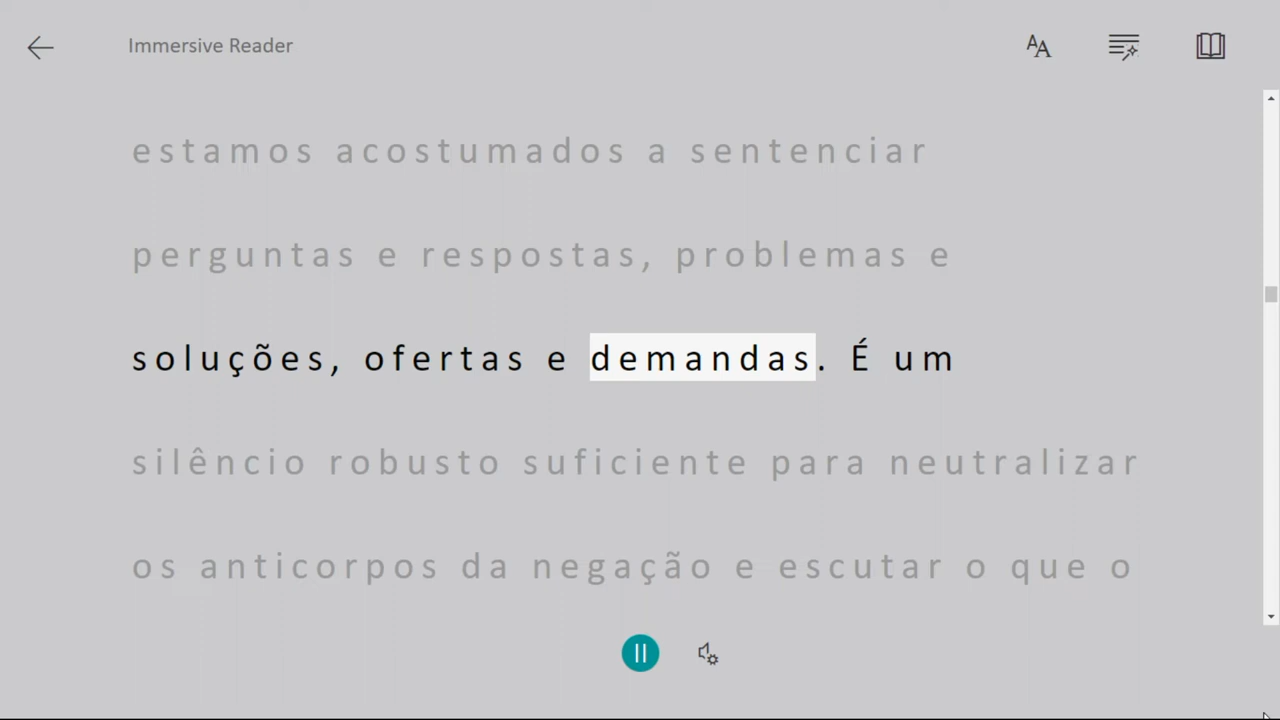 Immersive Reader
estamos acostumados a sentenciar
perguntas e respostas, problemas e
soluções, ofertas e demandas. É um
silêncio robusto suficiente para neutralizar
os anticorpos da negação e escutar o que o